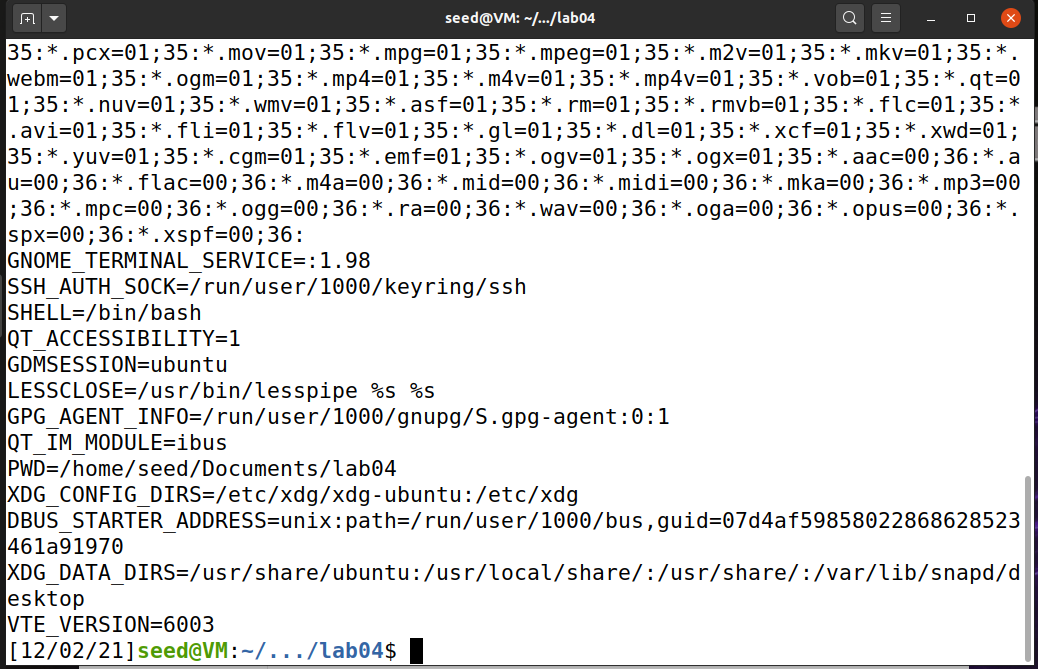 seed@VM: ~/.../lab04
35:*.pcx=01;35:*.mov=01;35:*.mpg=01;35:*.mpeg=01;35:*.m2v=01;35:*.mkv=01;35:*.
webm=01;35:*.ogm=01;35:*.mp4=01;35:*.m4v=01;35:*.mp4v=01;35:*.vob=01;35:*.qt=0
1;35:*.nuv=01;35:*.wmv=01;35:*.asf=01;35:*.rm=01;35:*.rmvb=01;35:*.flc=01;35:*
.avi=01;35:*.fli=01;35:*.flv=01;35:*.gl=01;35:*.dl=01;35:*.xcf=01;35:*.xwd=01;
35:*.yuv=01;35:*.cgm=01;35:*.emf=01;35:*.ogv=01;35:*.ogx=01;35:*.aac=00;36:*.a
u=00;36:*.flac=00;36:*.m4a=00;36:*.mid=00;36:*.midi=00;36:*.mka=00;36:*.mp3=00
;36:*.mpc=00;36:*.ogg=00;36:*.ra=00;36:*.wav=00;36:*.oga=00;36:*.opus=00;36:*.
spx=00;36:*.xspf=00;36:
GNOME_TERMINAL_SERVICE=:1.98
SSH_AUTH_SOCK=/run/user/1000/keyring/ssh
SHELL=/bin/bash
QT_ACCESSIBILITY=1
GDMSESSION=ubuntu
LESSCLOSE=/usr/bin/lesspipe %s %s
GPG_AGENT_INFO=/run/user/1000/gnupg/S.gpg-agent:0:1
QT_IM_MODULE=ibus
PWD=/home/seed/Documents/lab04
XDG_CONFIG_DIRS=/etc/xdg/xdg-ubuntu:/etc/xdg
DBUS_STARTER_ADDRESS=unix:path=/run/user/1000/bus,guid=07d4af59858022868628523
461a91970
XDG_DATA_DIRS=/usr/share/ubuntu:/usr/local/share/:/usr/share/:/var/lib/snapd/d
esktop
VTE_VERSION=6003
[12/02/21]seed@VM:~/.../lab04$